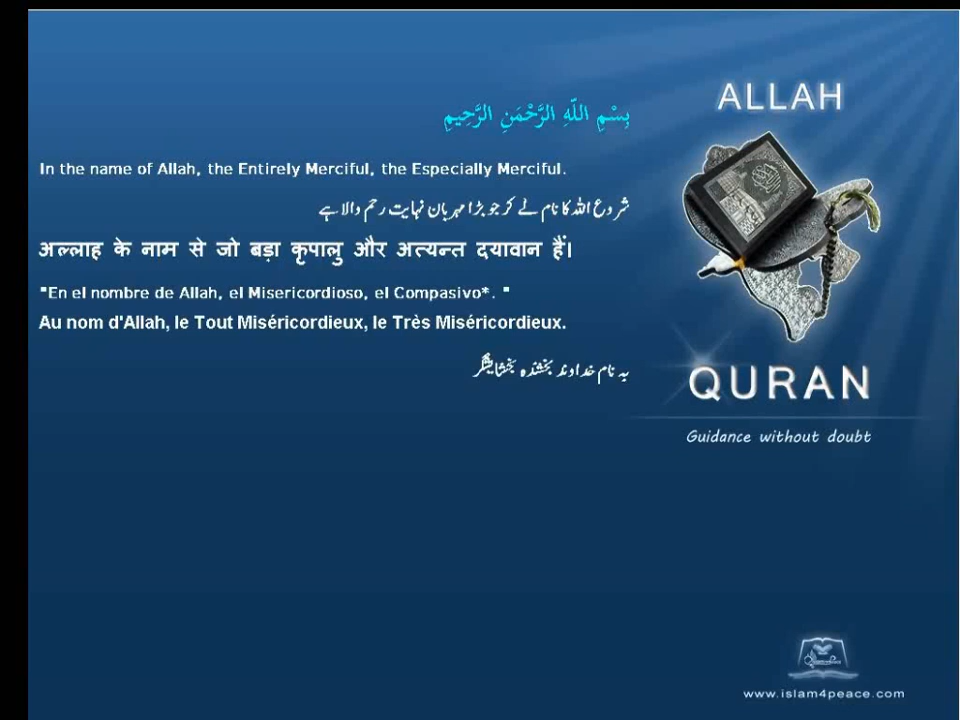 بِسْمِ اللّهِ الرَّحْمَنِ الرَّحِيمِ
In the name of Allah, the Entirely Merciful, the Especially Merciful.
شروع اللہ کا نام لے کر جو بڑا مہربان نہایت رحم والا ہے
अल्लाह के नाम से जो बड़ा कृपालु और अत्यन्त दयावान हैं।
"En el nombre de Allah, el Misericordioso, el Compasivo*. "
Au nom d'Allah, le Tout Miséricordieux, le Très Miséricordieux.
به نام خداوند بخشنده بخشایشگر
ALLAH
QURAN
Guidance without doubt
www.islam4peace.com